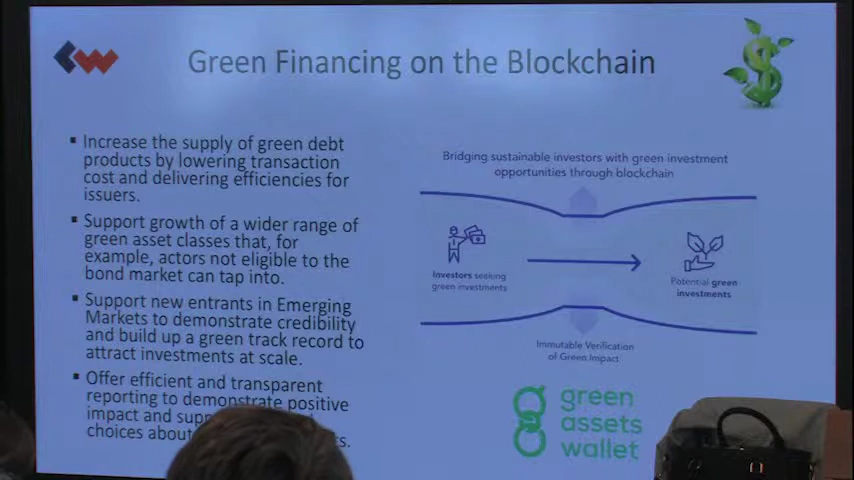 Green Financing on the Blockchain
Increase the supply of green debt
products by lowering transaction
cost and delivering efficiencies for
issuers.
Support growth of a wider range of
green asset classes that, for
example, actors not eligible to the
bond market can tap into.
Support new entrants in Emerging
Markets to demonstrate credibility
and build up a green track record to
attract investments at scale.
Offer efficient and transparent
reporting to demonstrate positive
impact and
choices
Bridging sustainable investors with green investment
opportunities through blockchain
Investors seeking
green investments
Potential green
investments
Immutable Verification
of Green Impact
green
assets
wallet